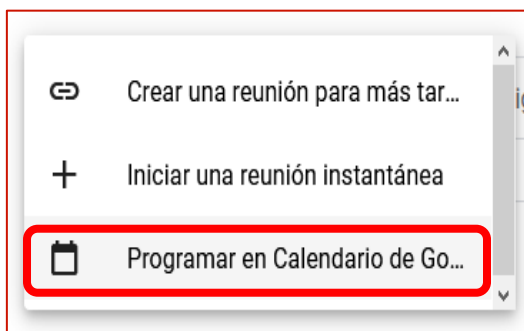 Crear una reunión para más tar...
Iniciar una reunión instantánea
Programar en Calendario de Go...